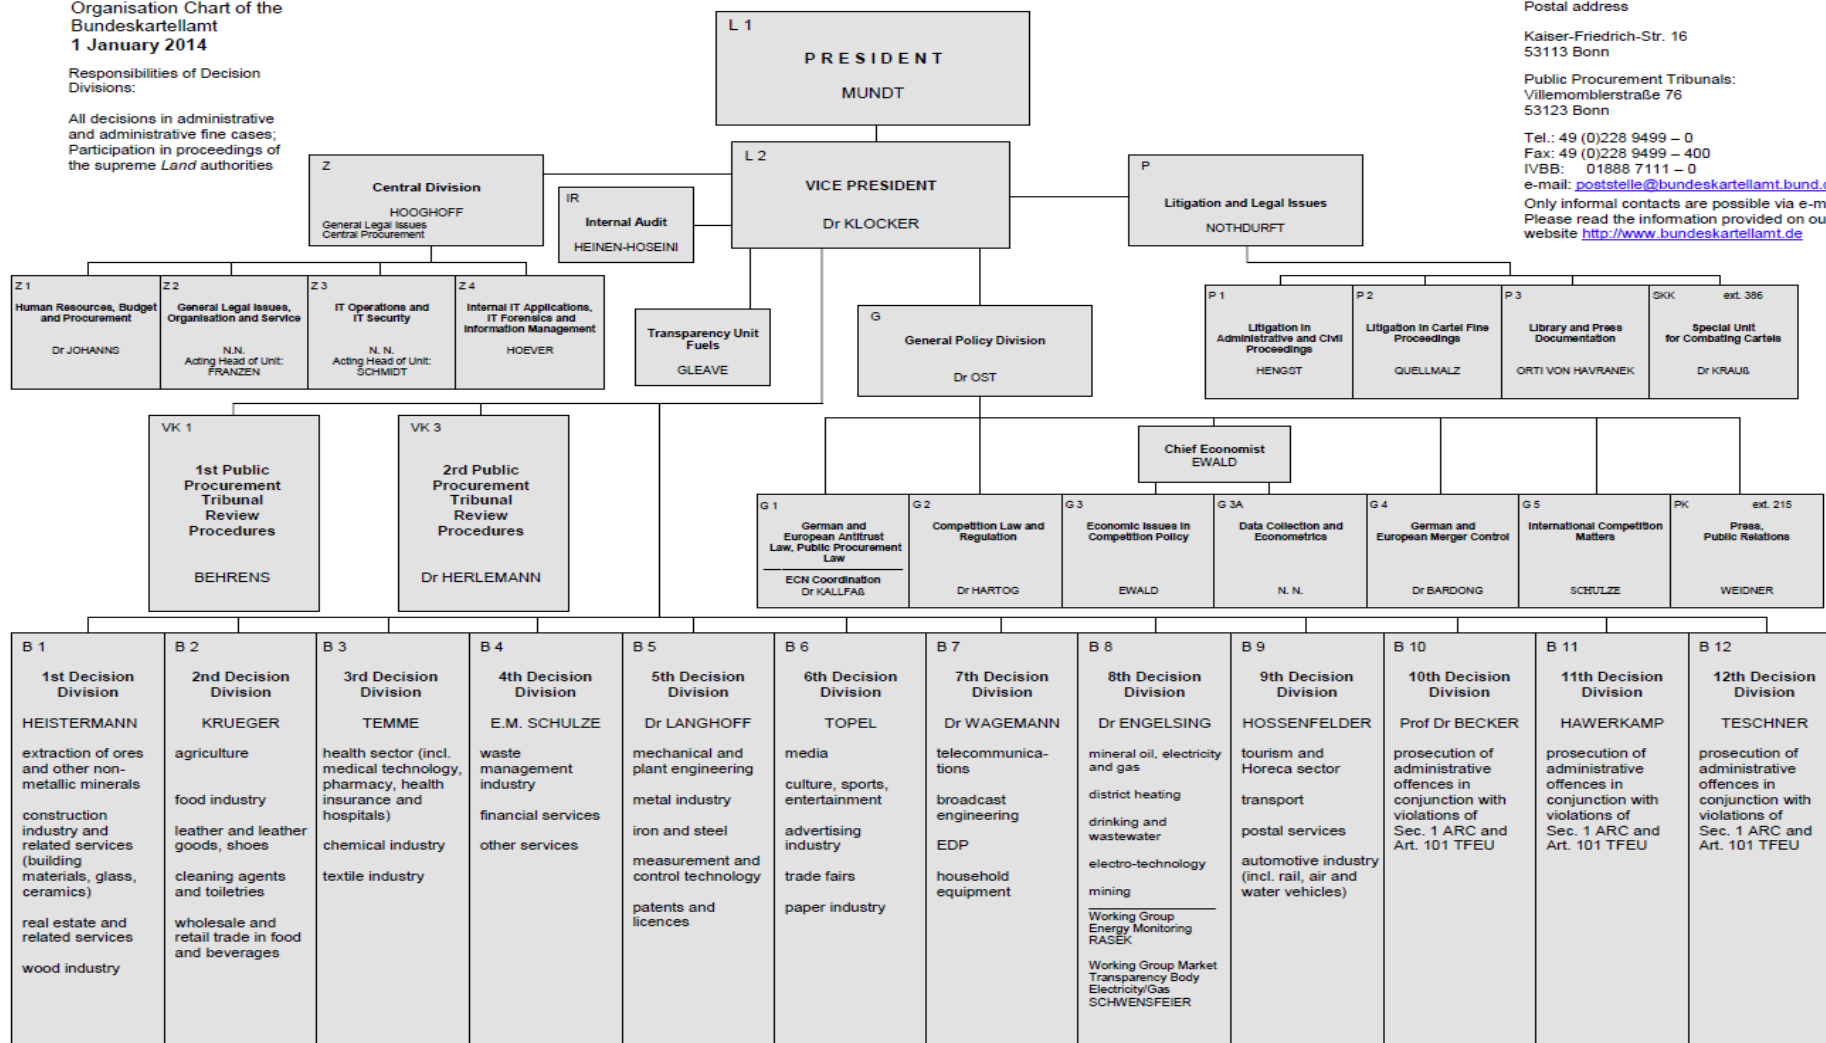 Organisation Chart of the
Bundeskartellamt
1 January 2014
Responsibilities of Decision
Divisions:
All decisions in administrative
and administrative fine cases;
Participation in proceedings of
the supreme Land authorities
L 1
PRESIDENT
MUNDT
Postal address
Kaiser-Friedrich-Str. 16
53113 Bonn
Public Procurement Tribunals:
Villemomblerstraße 76
53123 Bonn
Tel.: 49 (0)228 9499 – 0
Fax: 49 (0)228 9499 – 400
IVBB: 01888 7111 – 0
e-mail: poststelle@bundeskartellamt.bund.
Only informal contacts are possible via
Please read the information provided on
website http://www.bundeskartellamt.de
L 2
VICE PRESIDENT
Dr KLOCKER
Z
Central Division
HOOGHOFF
General Legal Issues
Central Procurement
IR
Internal Audit
HEINEN-HOSEINI
P
Litigation and Legal Issues
NOTHDURFT
Z 1
Human Resources, Budget
and Procurement
Dr JOHANNS
Z 2
General Legal Issues,
Organisation and Service
N.N.
Acting Head of Unit:
FRANZEN
Z 3
IT Operations and
IT Security
N. N.
Acting Head of Unit:
SCHMIDT
Z 4
Internal IT Applications,
IT Forensics and
Information Management
HOEVER
Transparency Unit
Fuels
GLEAVE
G
General Policy Division
Dr OST
P 1
Litigation in
Administrative and Civil
Proceedings
HENGST
P 2
Litigation in Cartel Fine
Proceedings
QUELLMALZ
P 3
Library and Press
Documentation
ORTI VON HAVRANEK
SKK ext. 386
Special Unit
for Combating Cartels
Dr KRAUß
VK 1
1st Public
Procurement
Tribunal
Review
Procedures
BEHRENS
VK 3
2rd Public
Procurement
Tribunal
Review
Procedures
Dr HERLEMANN
Chief Economist
EWALD
G 1
German and
European Antitrust
Law, Public Procurement
Law
ECN Coordination
Dr KALLFAß
G 2
Competition Law and
Regulation
Dr HARTOG
G 3
Economic Issues in
Competition Policy
EWALD
G 3A
Data Collection and
Econometrics
N. N.
G 4
German and
European Merger Control
Dr BARDONG
G 5
International Competition
Matters
SCHULZE
PK ext. 215
Press,
Public Relations
WEIDNER
B 1
1st Decision
Division
HEISTERMANN
extraction of ores
and other non-
metallic minerals
construction
industry and
related services
(building
materials, glass,
ceramics)
real estate and
related services
wood industry
B 2
2nd Decision
Division
KRUEGER
agriculture
food industry
leather and leather
goods, shoes
cleaning agents
and toiletries
wholesale and
retail trade in food
and beverages
B 3
3rd Decision
Division
TEMME
health sector (incl.
medical technology,
pharmacy, health
insurance and
hospitals)
chemical industry
textile industry
B 4
4th Decision
Division
E.M. SCHULZE
waste
management
industry
financial services
other services
B 5
5th Decision
Division
Dr LANGHOFF
mechanical and
plant engineering
metal industry
iron and steel
measurement and
control technology
patents and
licences
B 6
6th Decision
Division
TOPEL
media
culture, sports,
entertainment
advertising
industry
trade fairs
paper industry
B 7
7th Decision
Division
Dr WAGEMANN
telecommunica-
tions
broadcast
engineering
EDP
household
equipment
B 8
8th Decision
Division
Dr ENGELSING
mineral oil, electricity
and gas
district heating
drinking and
wastewater
electro-technology
mining
Working Group
Energy Monitoring
RASEK
Working Group Market
Transparency Body
Electricity/Gas
SCHWENSFEIER
B 9
9th Decision
Division
HOSSENFELDER
tourism and
Horeca sector
transport
postal services
automotive industry
(incl. rail, air and
water vehicles)
B 10
10th Decision
Division
Prof Dr BECKER
prosecution of
administrative
offences in
conjunction with
violations of
Sec. 1 ARC and
Art. 101 TFEU
B 11
11th Decision
Division
HAWERKAMP
prosecution of
administrative
offences in
conjunction with
violations of
Sec. 1 ARC and
Art. 101 TFEU
B 12
12th Decision
Division
TESCHNER
prosecution of
administrative
offences in
conjunction with
violations of
Sec. 1 ARC and
Art. 101 TFEU